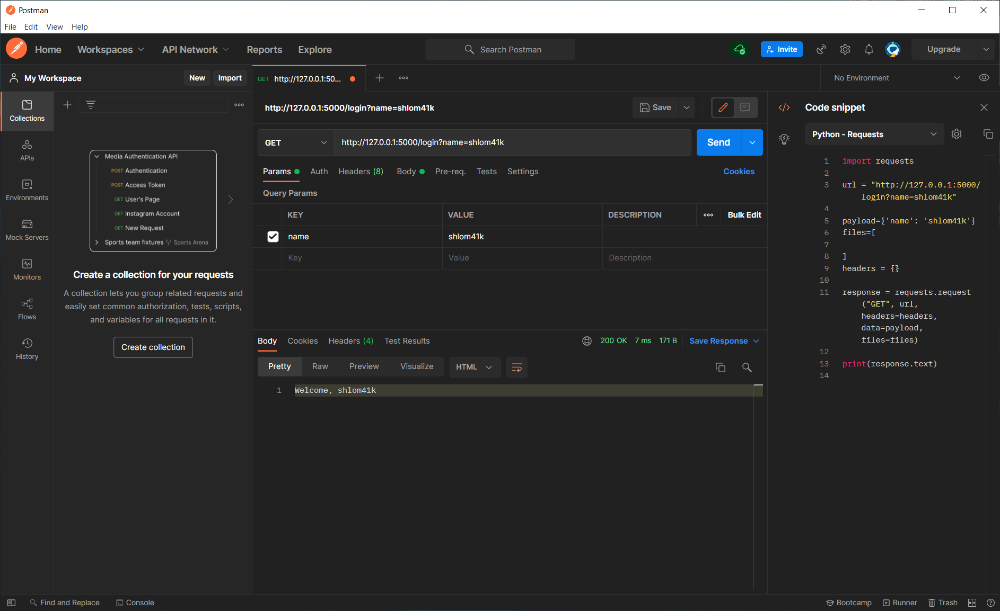 Postman
File Edit View Help
Home Workspaces API Network Reports Explore
Search Postman
Invite
Upgrade
My Workspace
New Import
GET http://127.0.0.1:50...
No Environment
Collections
APIs
Environments
Mock Servers
Monitors
Flows
History
Media Authentication API
POST Authentication
POST Access Token
GET User's Page
GET Instagram Account
GET New Request
Sports team fixtures Sports Arena
Create a collection for your requests
A collection lets you group related requests and
easily set common authorization, tests, scripts,
and variables for all requests in it.
Create collection
http://127.0.0.1:5000/login?name=shlom41k
Save
GET http://127.0.0.1:5000/login?name=shlom41k
Send
Params Auth Headers (8) Body Pre-req. Tests Settings Cookies
Query Params
KEY VALUE DESCRIPTION Bulk Edit
name shlom41k
Key Value Description
Body Cookies Headers (4) Test Results 200 OK 7 ms 171 B Save Response
Pretty Raw Preview Visualize HTML
1 Welcome, shlom41k
Code snippet
Python - Requests
1 import requests
2
3 url = "http://127.0.0.1:5000/
login?name=shlom41k"
4
5 payload={'name': 'shlom41k'}
6 files=[
7
8 ]
9 headers = {}
10
11 response = requests.request
("GET", url,
headers=headers,
data=payload,
files=files)
12
13 print(response.text)
14
Find and Replace Console
Bootcamp Runner Trash